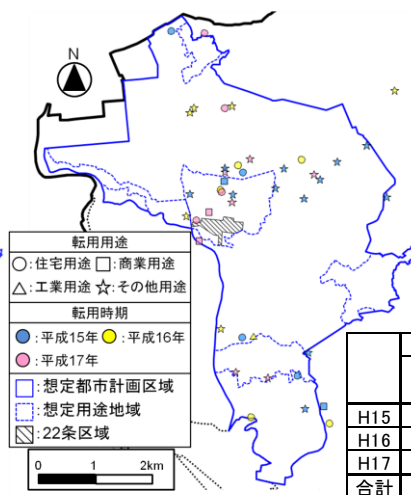 N
転用用途
○:住宅用途 □:商業用途
△:工業用途 ☆:その他用途
転用時期
:平成15年 :平成16年
:平成17年
:想定都市計画区域
:想定用途地域
:22条区域
0 1 2km
H15
H16
H17
合計